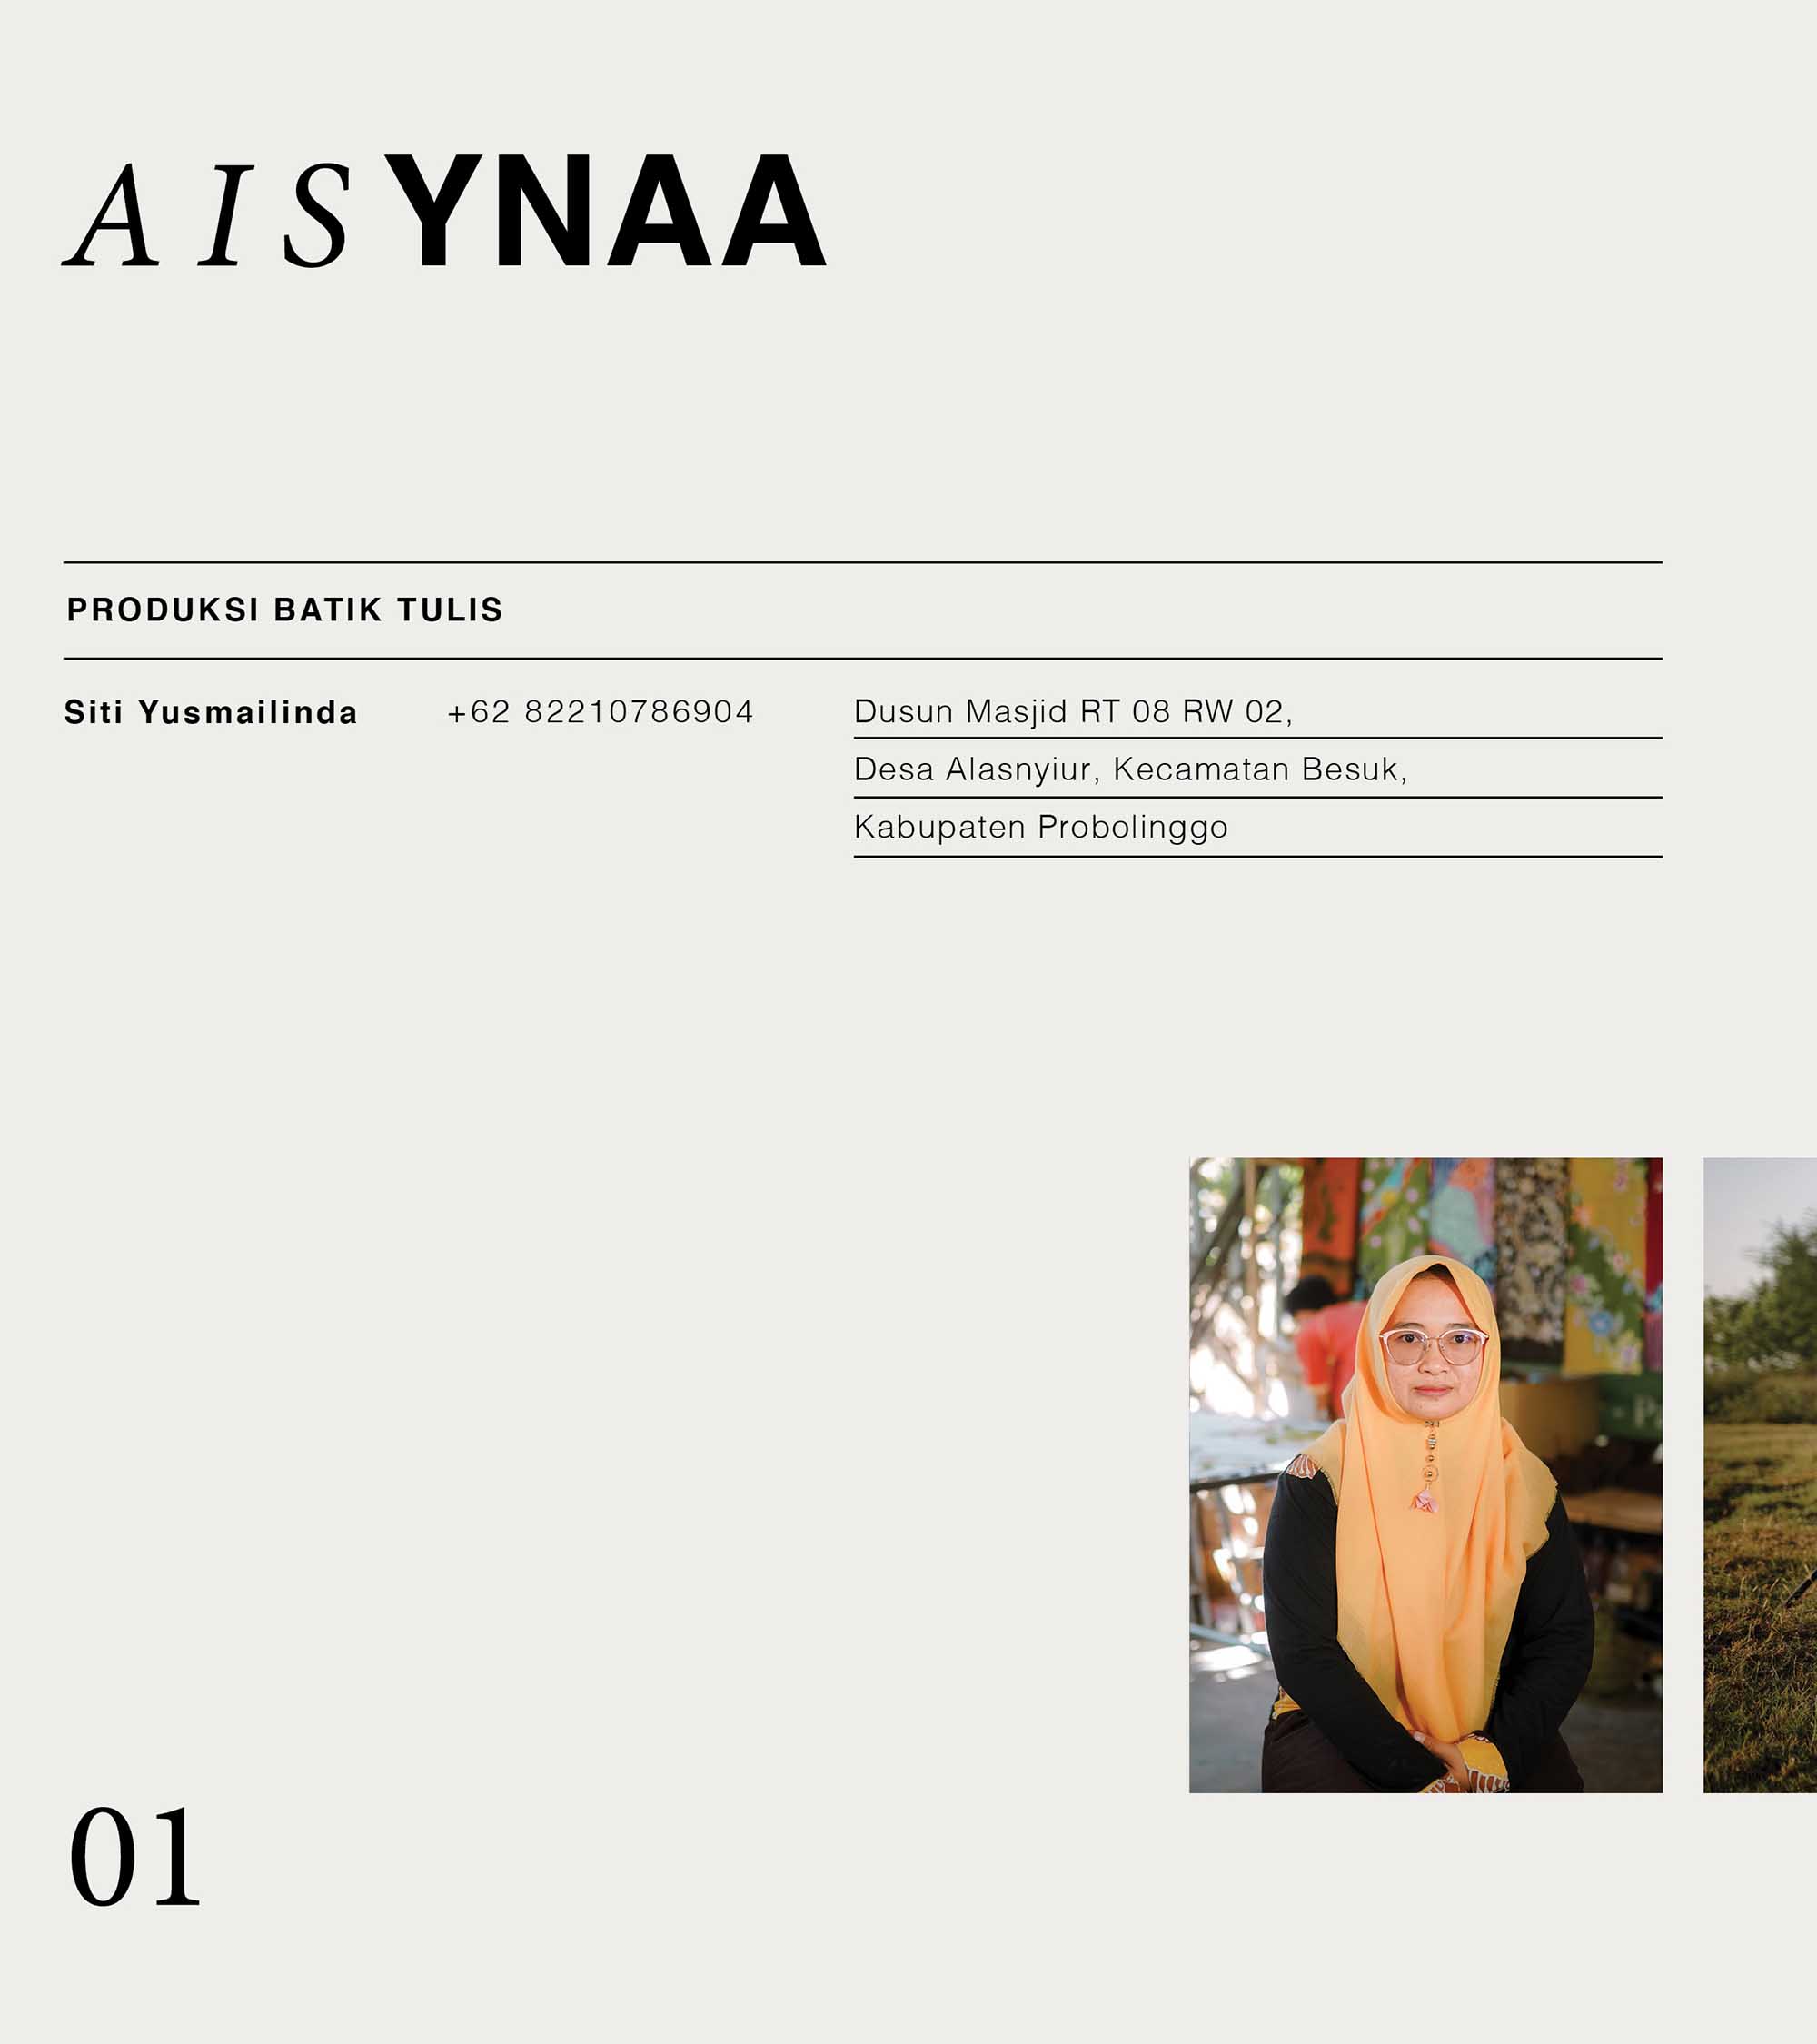 AISYNAA
PRODUKSI BATIK TULIS
Siti Yusmailinda +62 82210786904 Dusun Masjid RT 08 RW 02,
Desa Alasnyiur, Kecamatan Besuk,
Kabupaten Probolinggo
01